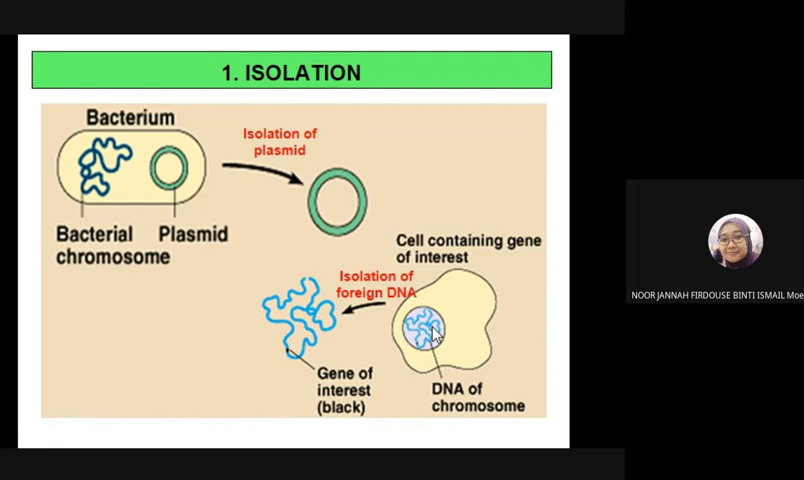 1. ISOLATION
Bacterium
Isolation of
plasmid
Bacterial
chromosome
Plasmid
Cell containing gene
of interest
Isolation of
foreign DNA
Gene of
interest
(black)
DNA of
chromosome
NOOR JANNAH FIRDOUSE BINTI ISMAIL Moe